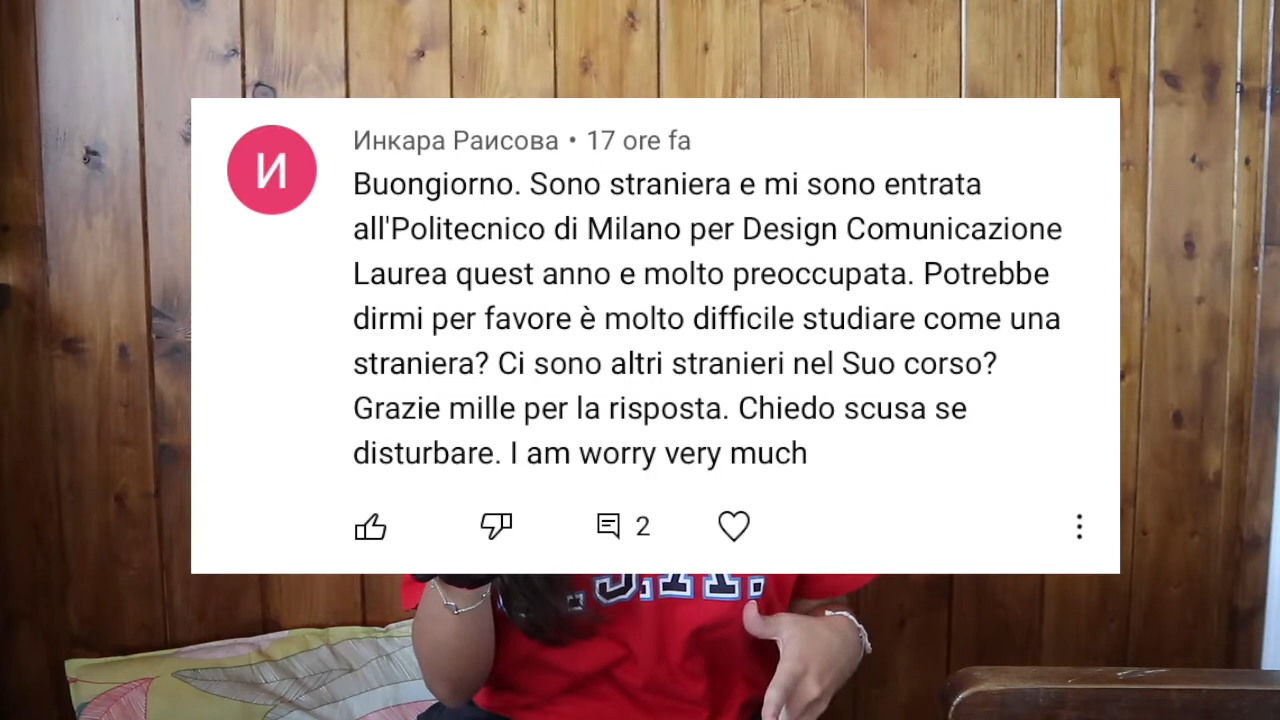 И
Инкара Раисова • 17 ore fa
Buongiorno. Sono straniera e mi sono entrata
all'Politecnico di Milano per Design Comunicazione
Laurea quest anno e molto preoccupata. Potrebbe
dirmi per favore è molto difficile studiare come una
straniera? Ci sono altri stranieri nel Suo corso?
Grazie mille per la risposta. Chiedo scusa se
disturbare. I am worry very much
2